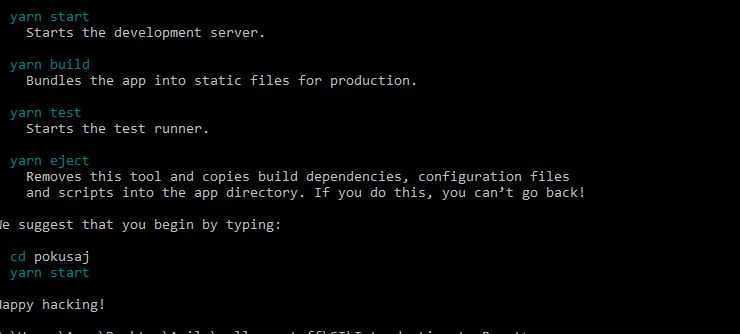 yarn start
Starts the development server.
yarn build
Bundles the app into static files for production.
yarn test
Starts the test runner.
yarn eject
Removes this tool and copies build dependencies, configuration files
and scripts into the app directory. If you do this, you can’t go back!
We suggest that you begin by typing:
cd pokusaj
yarn start
Happy hacking!